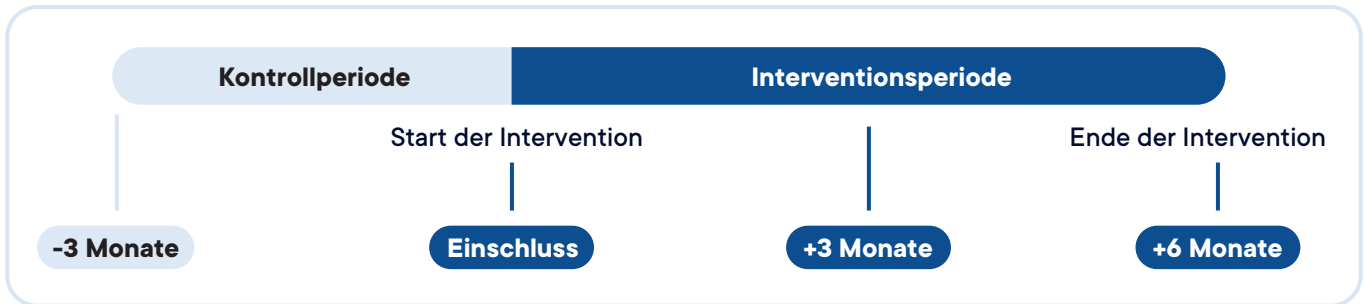 Kontrollperiode
Interventionsperiode
Start der Intervention
Ende der Intervention
-3 Monate
Einschluss
+3 Monate
+6 Monate